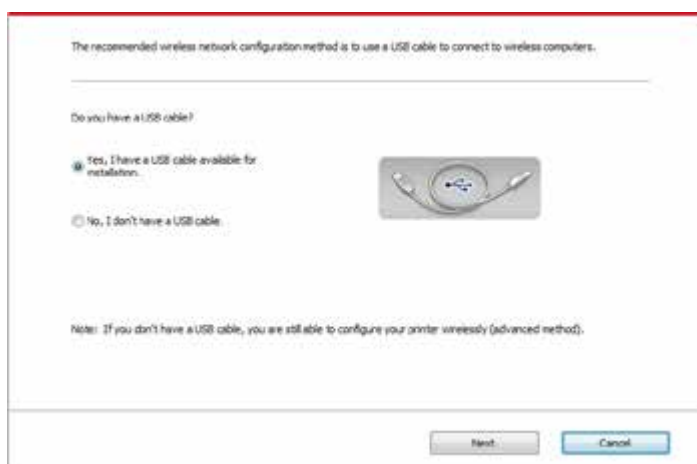 The recommended wireless network configuration method is to use a USB cable to connect to wireless computers.
Do you have a USB cable?
Yes, I have a USB cable available for
installation.
No, I don't have a USB cable.
Note: If you don't have a USB cable, you are still able to configure your printer wirelessly (advanced method).
Next
Cancel